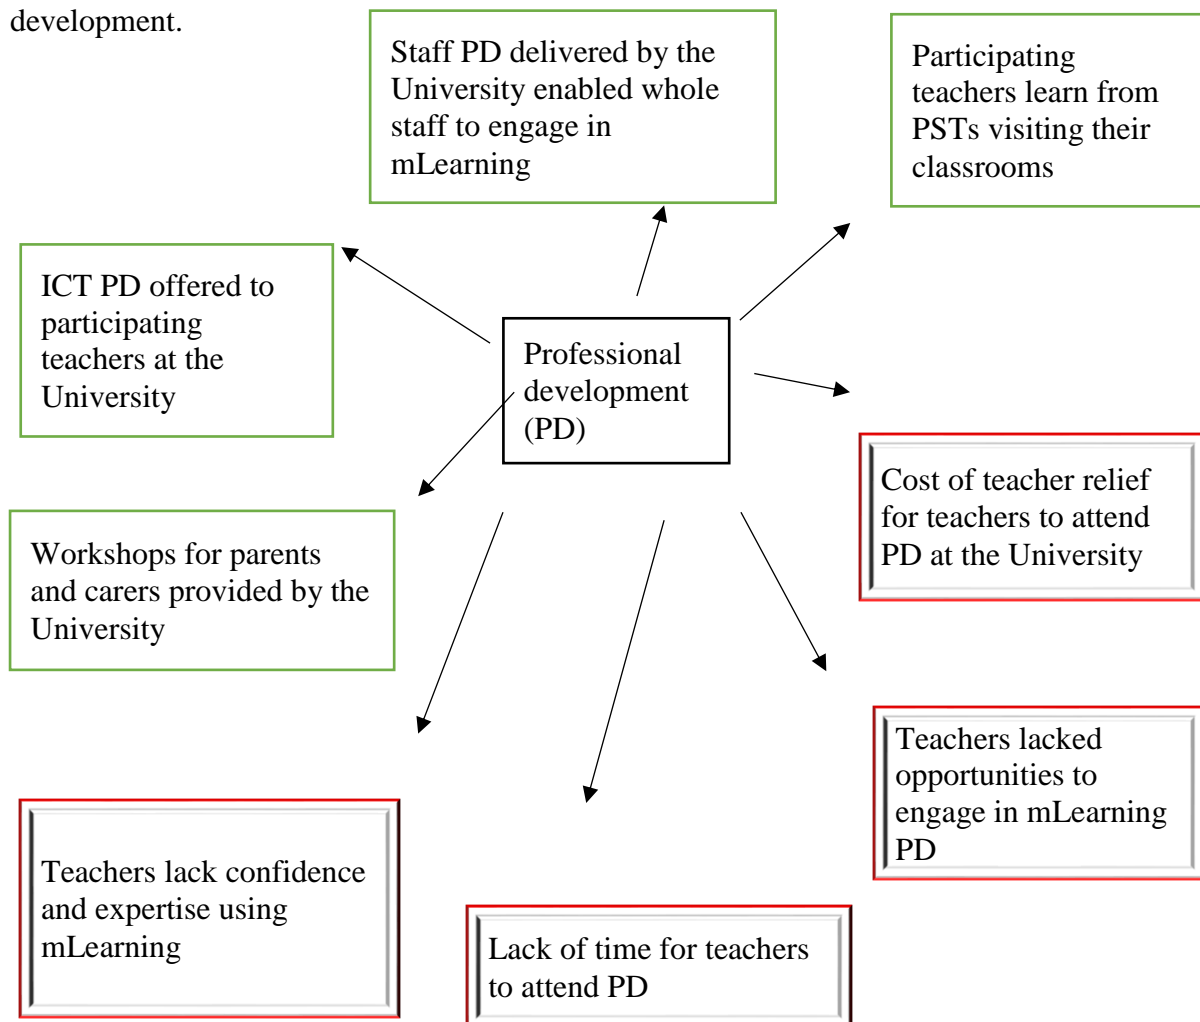 development.
Staff PD delivered by the
University enabled whole
staff to engage in
mLearning
Participating
teachers learn from
PSTs visiting their
classrooms
ICT PD offered to
participating
teachers at the
University
Professional
development
(PD)
Cost of teacher relief
for teachers to attend
PD at the University
Workshops for parents
and carers provided by the
University
Teachers lacked
opportunities to
engage in mLearning
PD
Teachers lack confidence
and expertise using
mLearning
Lack of time for teachers
to attend PD